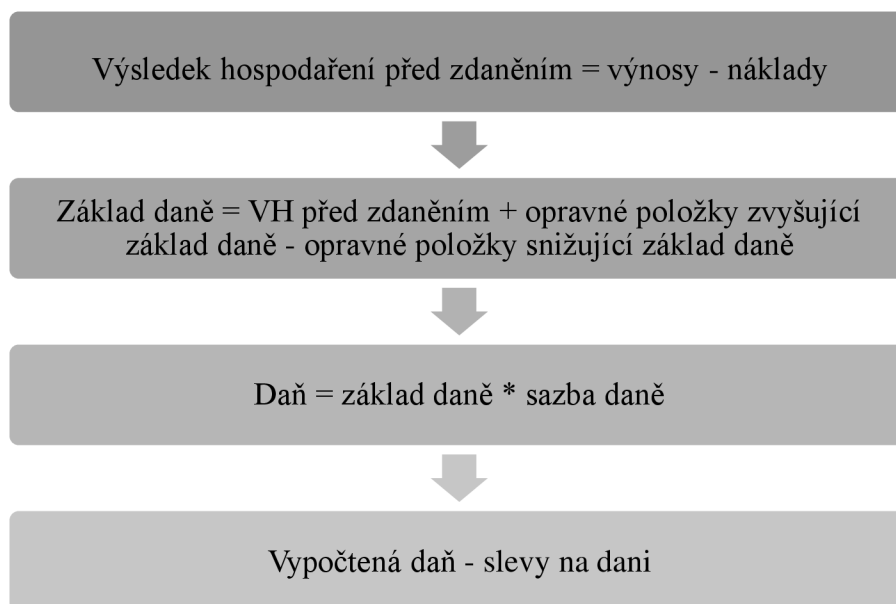 Výsledek hospodaření před zdaněním = výnosy - náklady
Základ daně = VH před zdaněním + opravné položky zvyšující
základ daně - opravné položky snižující základ daně
Daň = základ daně * sazba daně
Vypočtená daň - slevy na dani